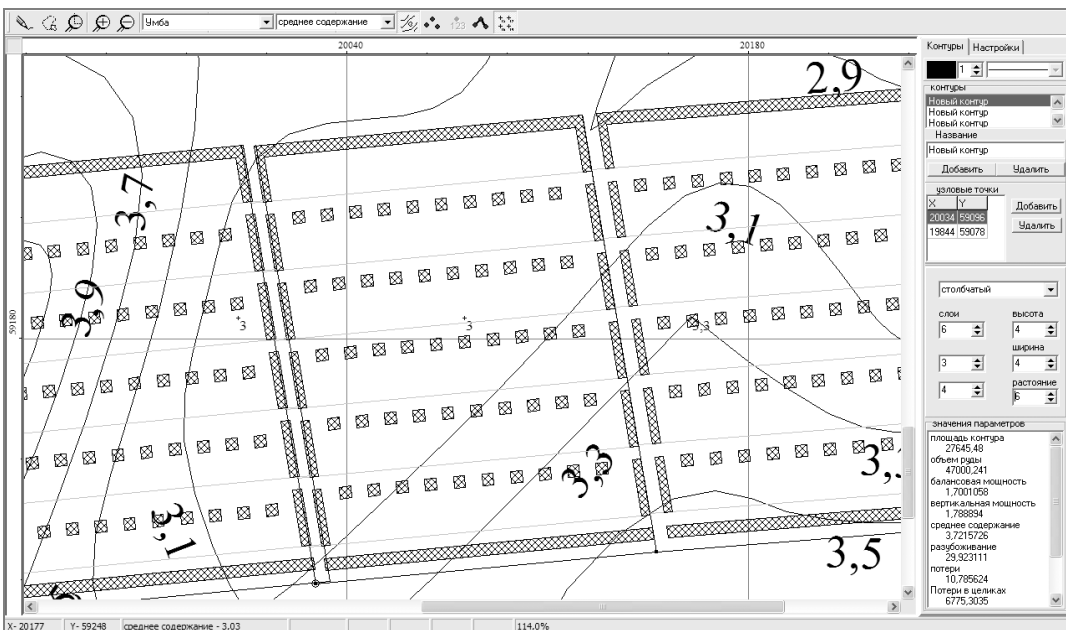 Умба
среднее содержание
123
20040
20180
59180
2,9
3,7
3,1
3,9
3
3
3,3
3,3
3,1
3,5
Контуры
Настройки
1
контуры
Новый контур
Новый контур
Новый контур
Название
Новый контур
Добавить
Удалить
узловые точки
X Y
20034 59096
19844 59078
Добавить
Удалить
столбчатый
слои
высота
6
4
ширина
3
4
растояние
4
6
значения параметров
площадь контура
27645,48
объем руды
47000,241
балансовая мощность
1,7001058
вертикальная мощность
1,788894
среднее содержание
3,7215726
разубоживание
29,923111
потери
10,785624
Потери в целиках
6775,3035
X- 20177
Y- 59248
среднее содержание - 3,03
114.0%